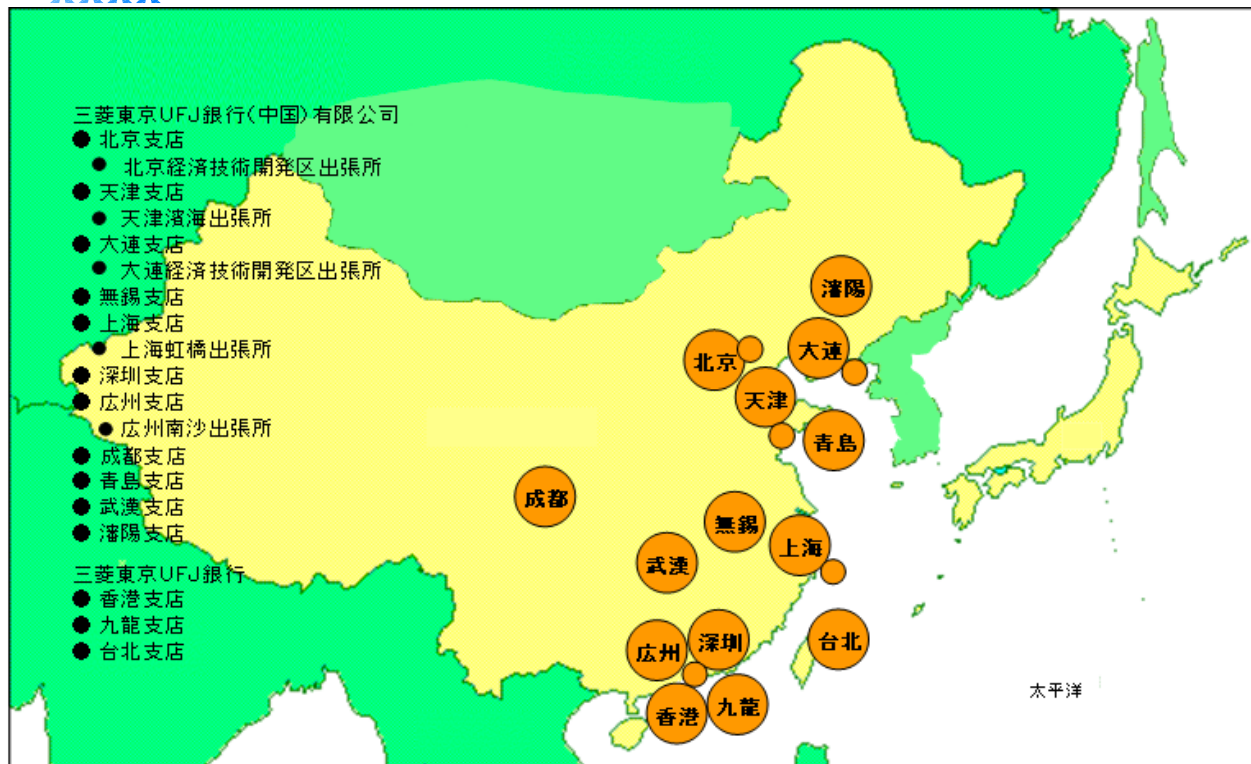 三菱東京UFJ銀行(中国)有限公司
● 北京支店
● 北京経済技術開発区出張所
● 天津支店
● 天津濱海出張所
● 大連支店
● 大連経済技術開発区出張所
● 無錫支店
● 上海支店
● 上海虹橋出張所
● 深圳支店
● 広州支店
● 広州南沙出張所
● 成都支店
● 青島支店
● 武漢支店
● 瀋陽支店
三菱東京UFJ銀行
● 香港支店
● 九龍支店
● 台北支店
瀋陽
大連
北京
天津
青島
成都
無錫
上海
武漢
深圳
広州
台北
香港
九龍
太平洋